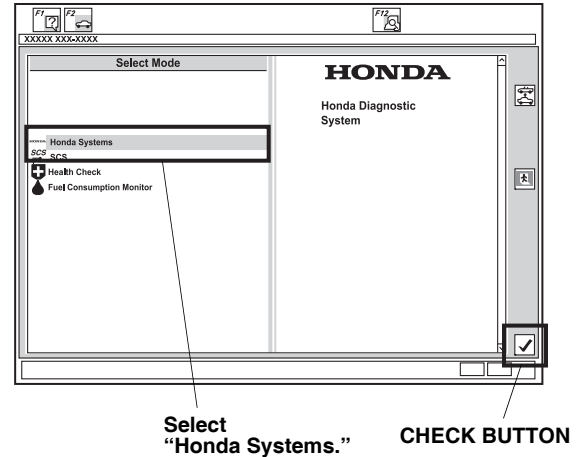 F1
F2
F12
XXXXX XXX-XXXX
Select Mode
Honda Systems
SCS
Health Check
Fuel Consumption Monitor
HONDA
Honda Diagnostic
System
Select
“Honda Systems.”
CHECK BUTTON